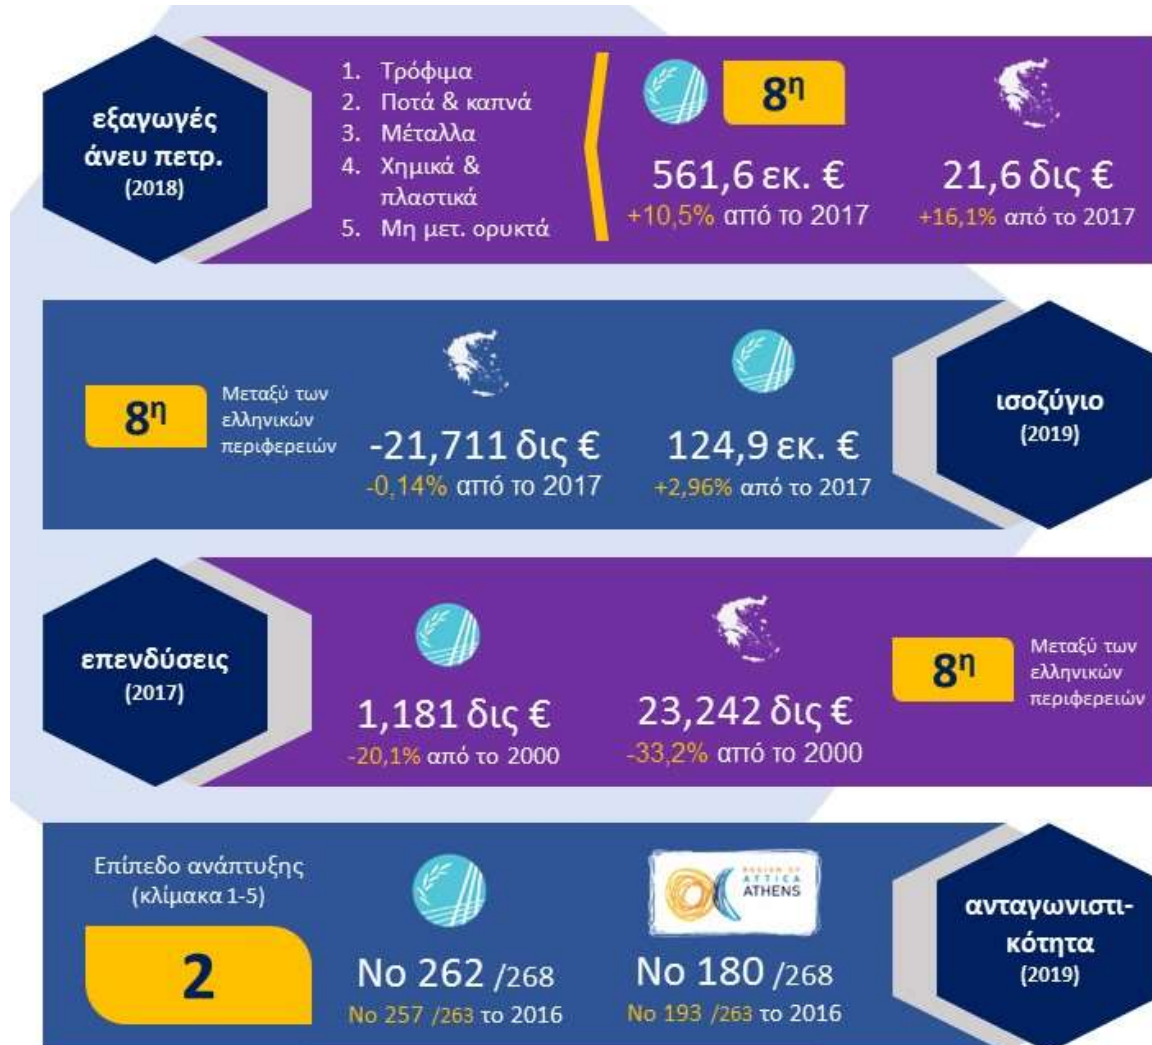 εξαγωγές
άνευ πετρ.
(2018)
1. Τρόφιμα
2. Ποτά & καπνά
3. Μέταλλα
4. Χημικά &
πλαστικά
5. Μη μετ. ορυκτά
8η
561,6 εκ. €
+10,5% από το 2017
21,6 δις €
+16,1% από το 2017
8η
Μεταξύ των
ελληνικών
περιφερειών
-21,711 δις €
-0,14% από το 2017
124,9 εκ. €
+2,96% από το 2017
ισοζύγιο
(2019)
επενδύσεις
(2017)
1,181 δις €
-20,1% από το 2000
23,242 δις €
-33,2% από το 2000
8η
Μεταξύ των
ελληνικών
περιφερειών
Επίπεδο ανάπτυξης
(κλίμακα 1-5)
2
No 262 /268
No 257 /263 το 2016
REGION OF
ATTICA
ATHENS
No 180 /268
No 193 /263 το 2016
ανταγωνιστι-
κότητα
(2019)